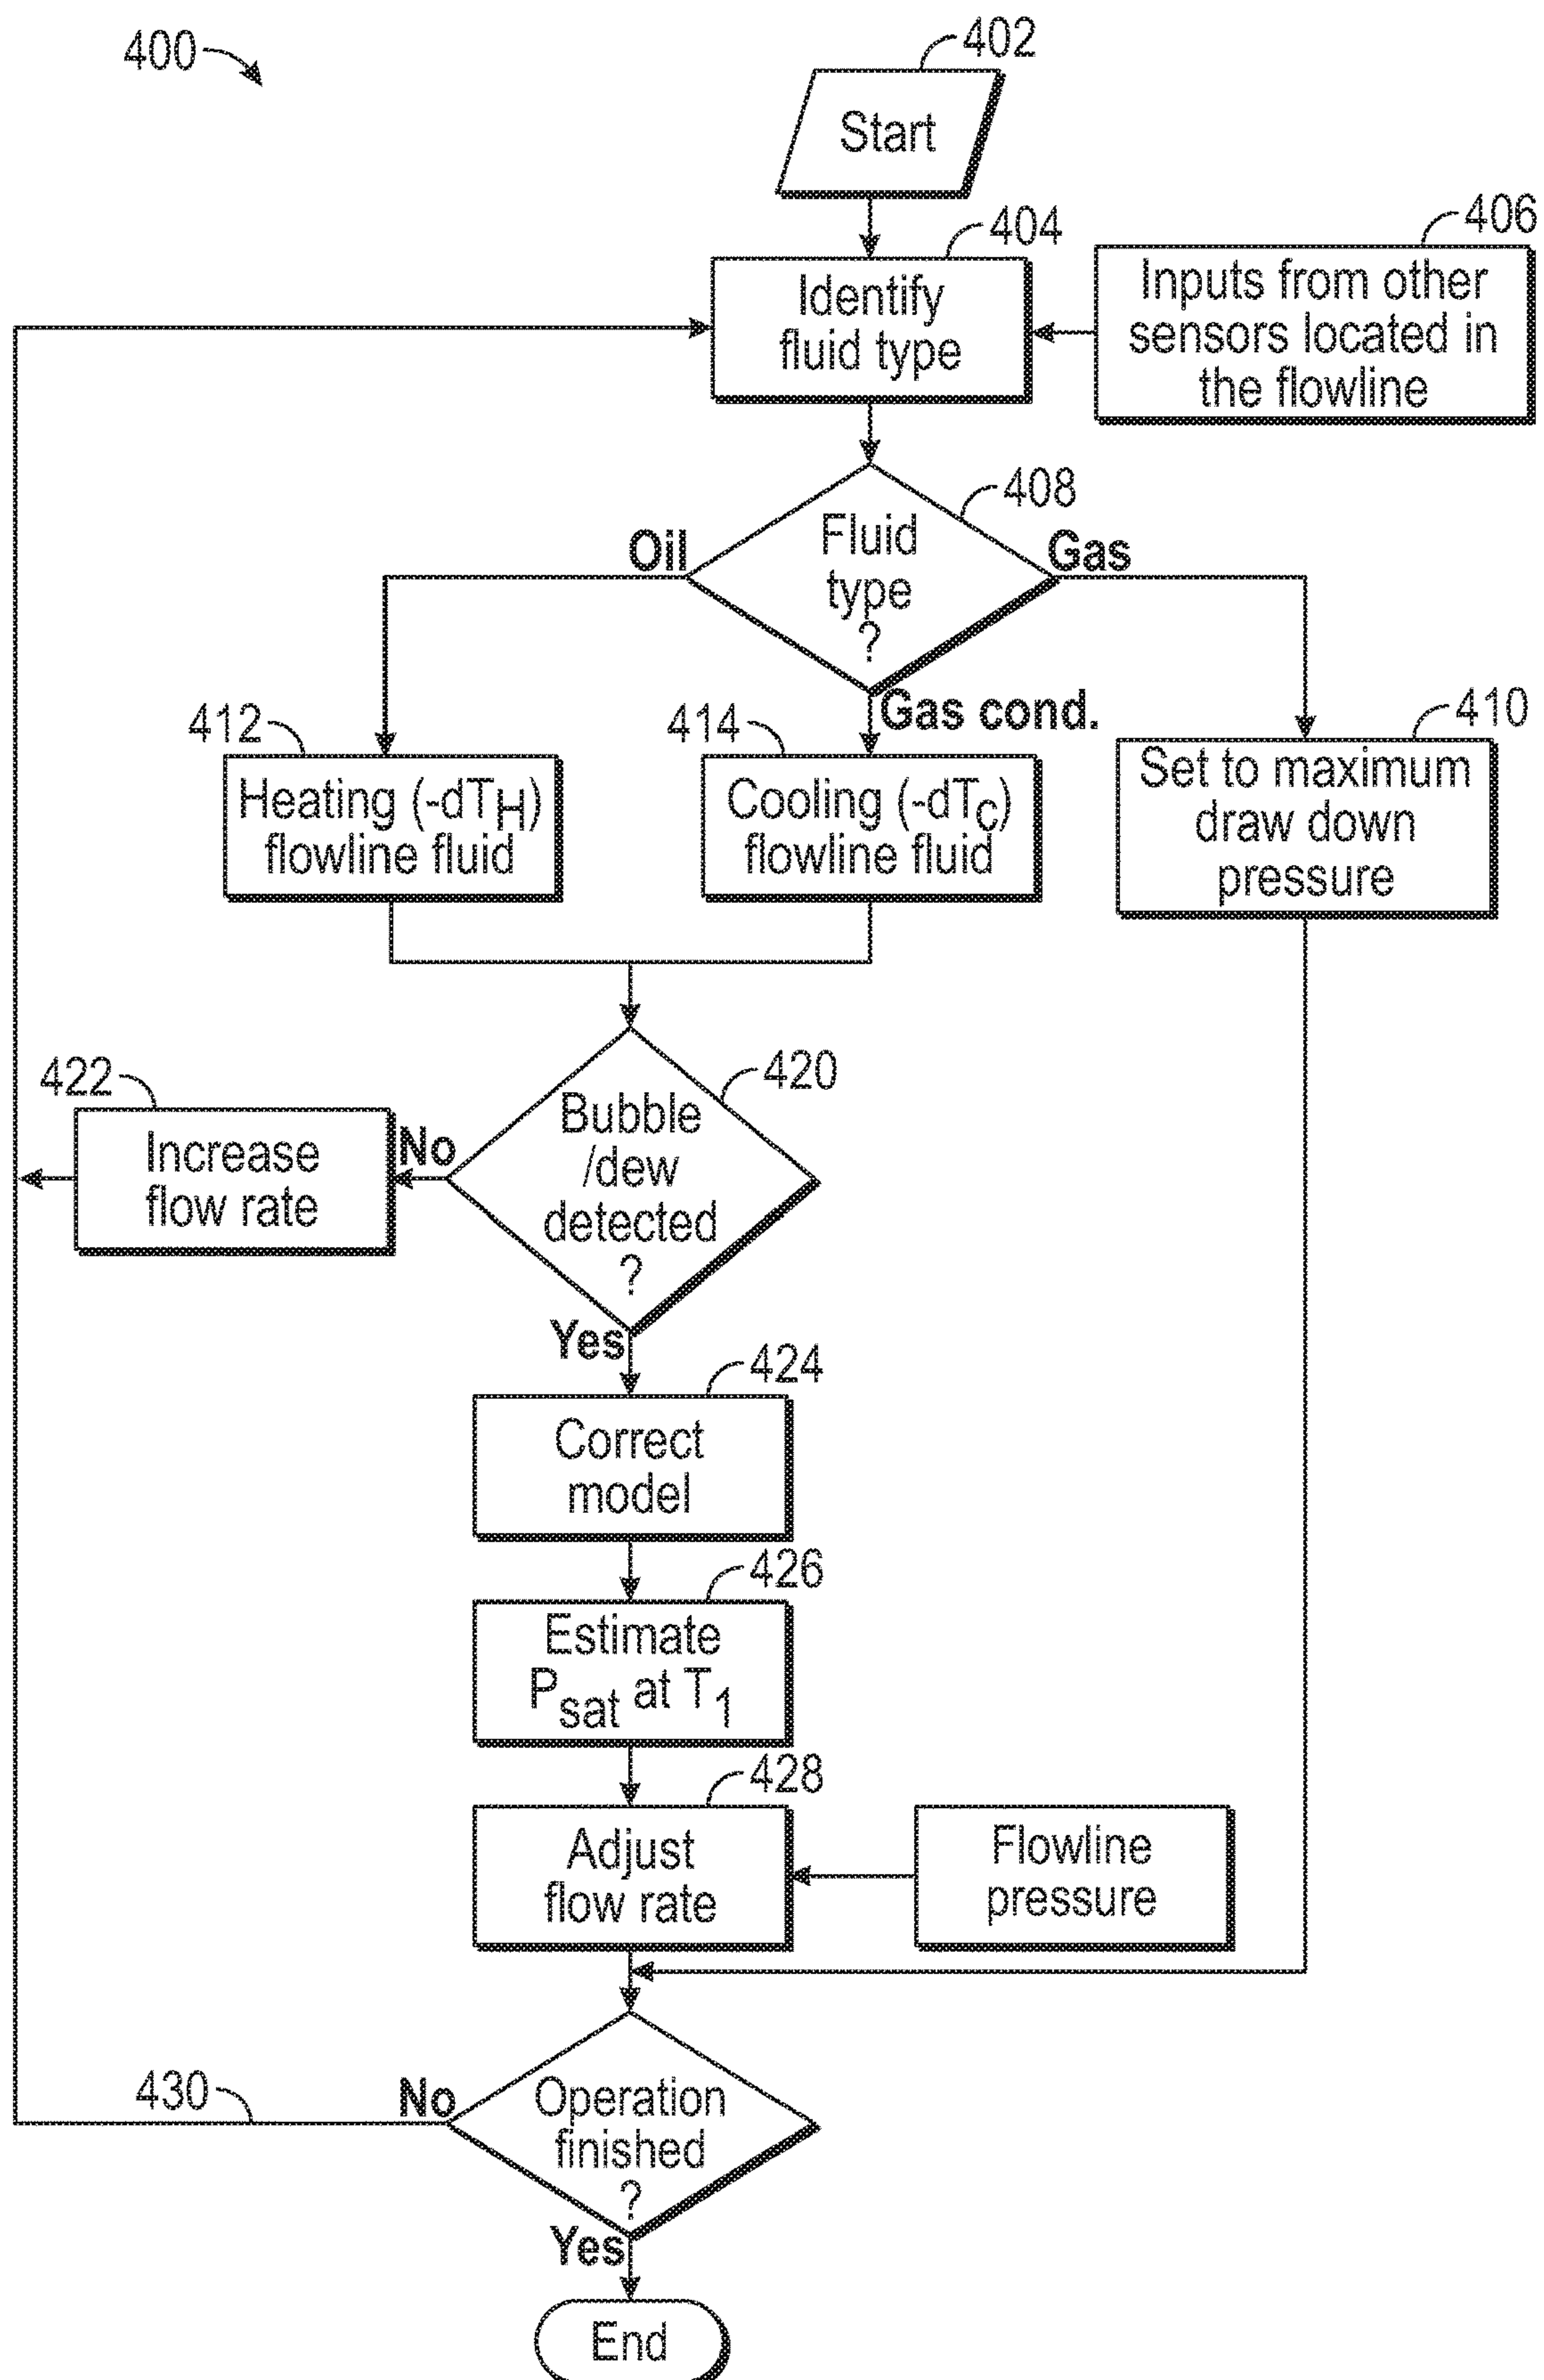 400
402
Start
404
406
Identify
fluid type
Inputs from other
sensors located in
the flowline
408
Oil
Fluid
type
?
Gas
Gas cond.
412
414
410
Heating (-dTH)
flowline fluid
Cooling (-dTc)
flowline fluid
Set to maximum
draw down
pressure
422
420
Increase
flow rate
No
Bubble
/dew
detected
?
Yes
424
Correct
model
426
Estimate
Psat at T1
428
Adjust
flow rate
Flowline
pressure
430
No
Operation
finished
?
Yes
End